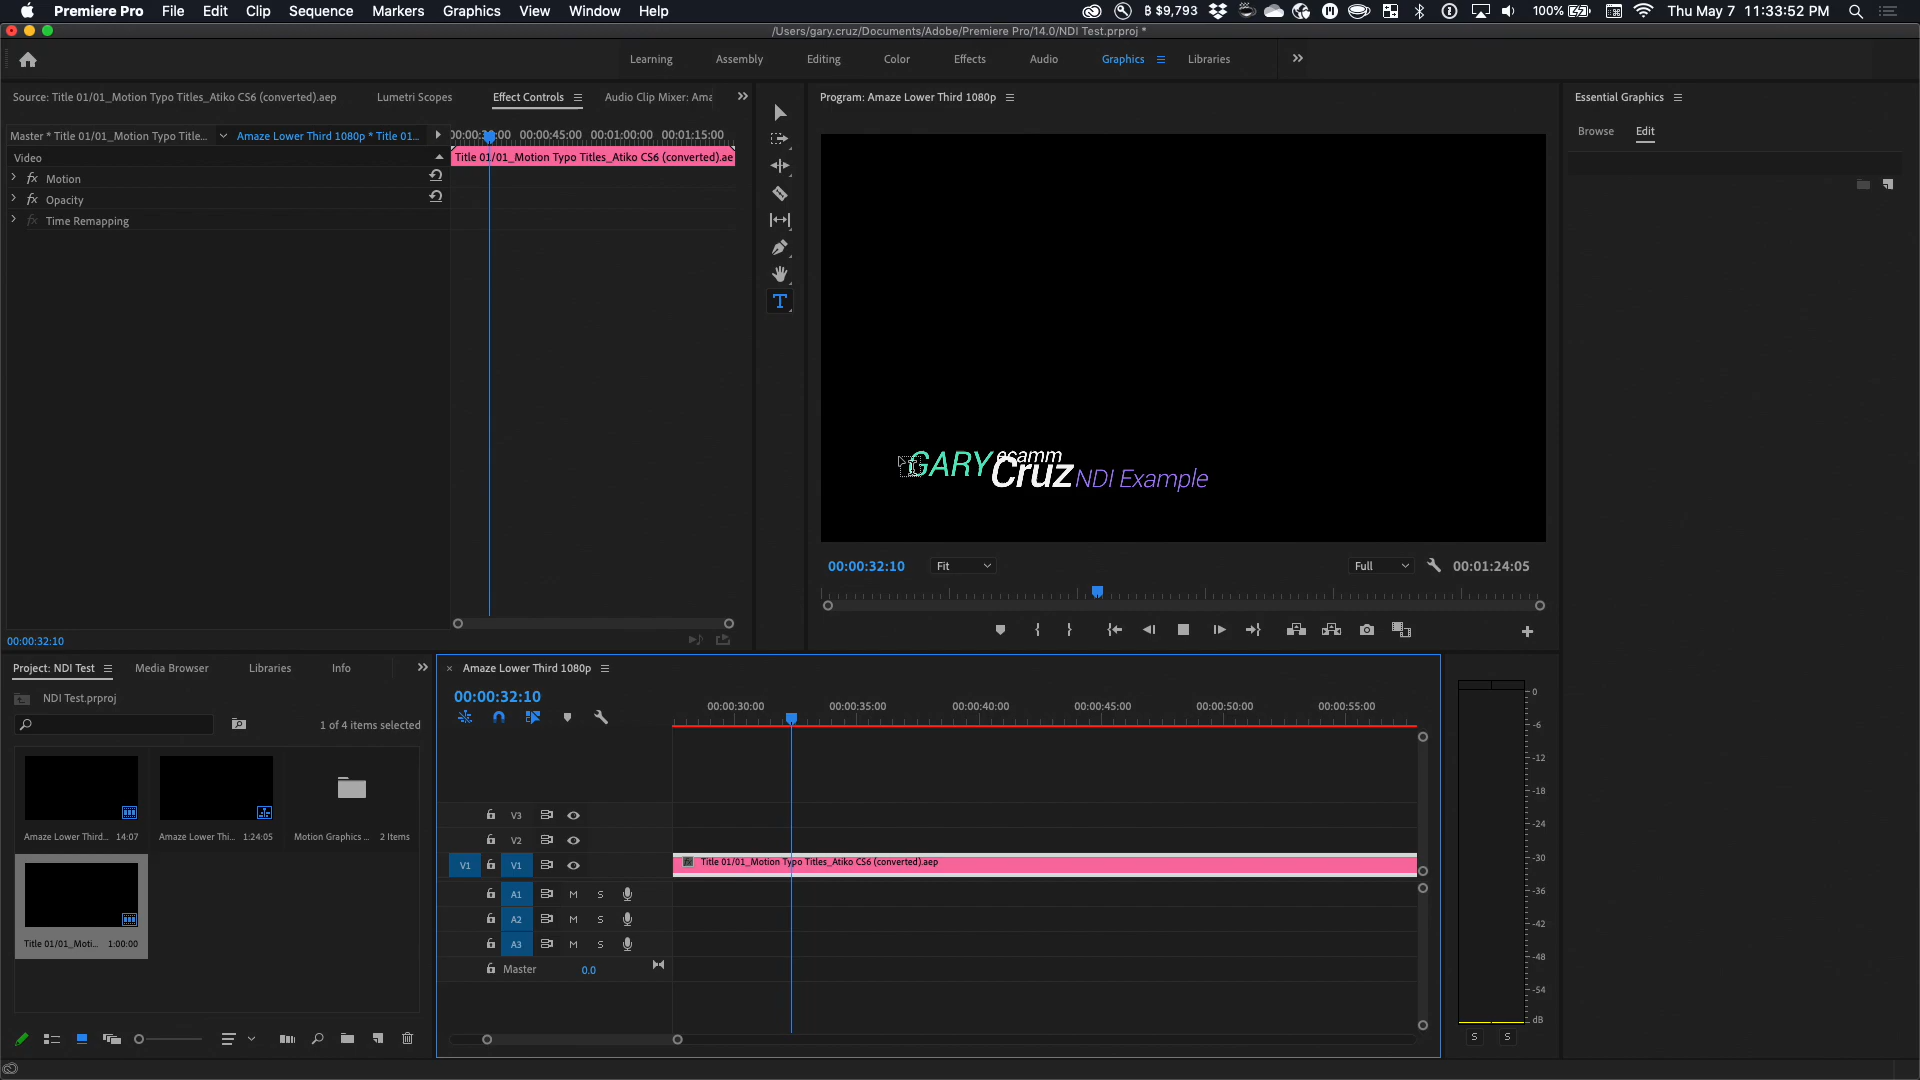 Premiere Pro File Edit Clip Sequence Markers Graphics View Window Help
฿ $9,793 100% Thu May 7 11:33:52 PM
/Users/gary.cruz/Documents/Adobe/Premiere Pro/14.0/NDI Test.prproj *
Learning Assembly Editing Color Effects Audio Graphics Libraries
Source: Title 01/01_Motion Typo Titles_Atiko CS6 (converted).aep Lumetri Scopes Effect Controls Audio Clip Mixer: Ama
Master * Title 01/01_Motion Typo Title... Amaze Lower Third 1080p * Title 01...
00:00:30:00 00:00:45:00 00:01:00:00 00:01:15:00
Video
Title 01/01_Motion Typo Titles_Atiko CS6 (converted).ae
fx Motion
fx Opacity
fx Time Remapping
00:00:32:10
T
Program: Amaze Lower Third 1080p
GARY esamm
Cruz NDI Example
00:00:32:10 Fit Full 00:01:24:05
Essential Graphics
Browse Edit
Project: NDI Test Media Browser Libraries Info
NDI Test.prproj
1 of 4 items selected
Amaze Lower Third... 14:07 Amaze Lower Thi... 1:24:05 Motion Graphics ... 2 Items
Title 01/01_Moti... 1:00:00
× Amaze Lower Third 1080p
00:00:32:10
00:00:30:00 00:00:35:00 00:00:40:00 00:00:45:00 00:00:50:00 00:00:55:00
V3
V2
V1 V1 Title 01/01_Motion Typo Titles_Atiko CS6 (converted).aep
A1 M S
A2 M S
A3 M S
Master 0.0
0
-6
-12
-18
-24
-30
-36
-42
-48
-54
dB
S S